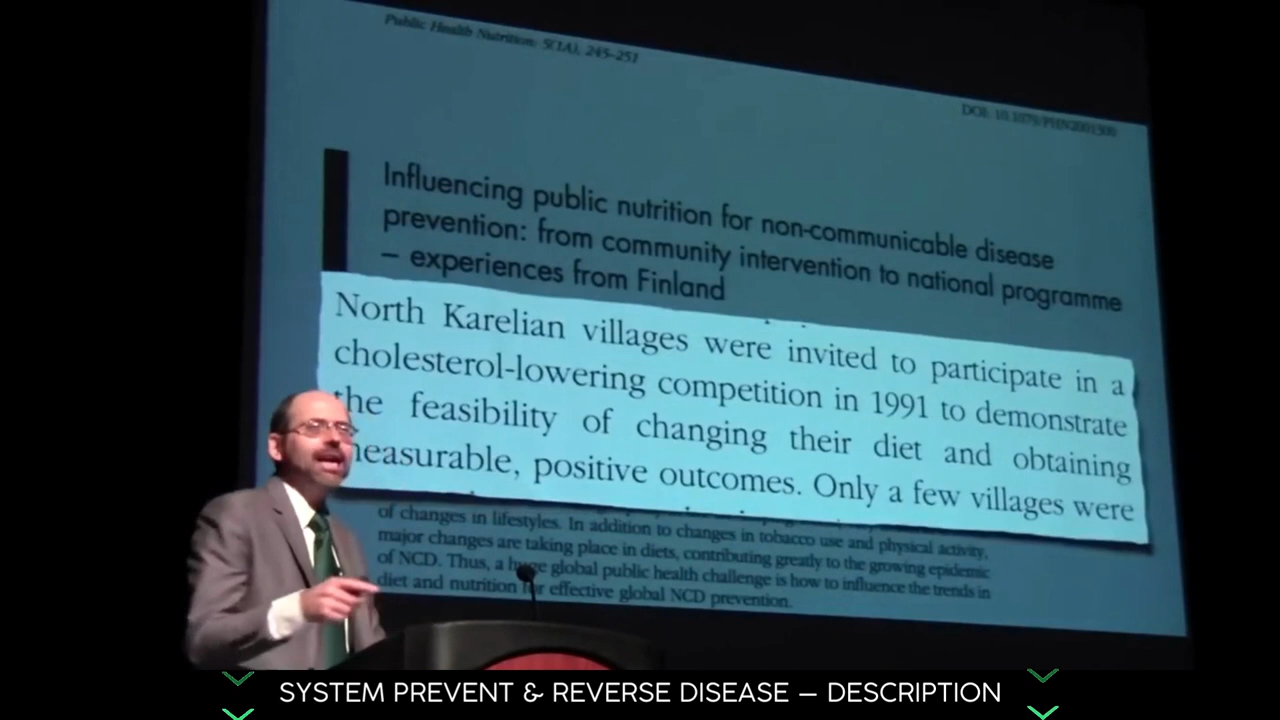 Public Health Nutrition: 5(1A), 245–251
DOI: 10.1079/PHN2001300
Influencing public nutrition for non-communicable disease
prevention: from community intervention to national programme
– experiences from Finland
North Karelian villages were invited to participate in a
cholesterol-lowering competition in 1991 to demonstrate
the feasibility of changing their diet and obtaining
measurable, positive outcomes. Only a few villages were
of changes in lifestyles. In addition to changes in tobacco use and physical activity,
major changes are taking place in diets, contributing greatly to the growing epidemic
of NCD. Thus, a huge global public health challenge is how to influence the trends in
diet and nutrition for effective global NCD prevention.
SYSTEM PREVENT & REVERSE DISEASE – DESCRIPTION